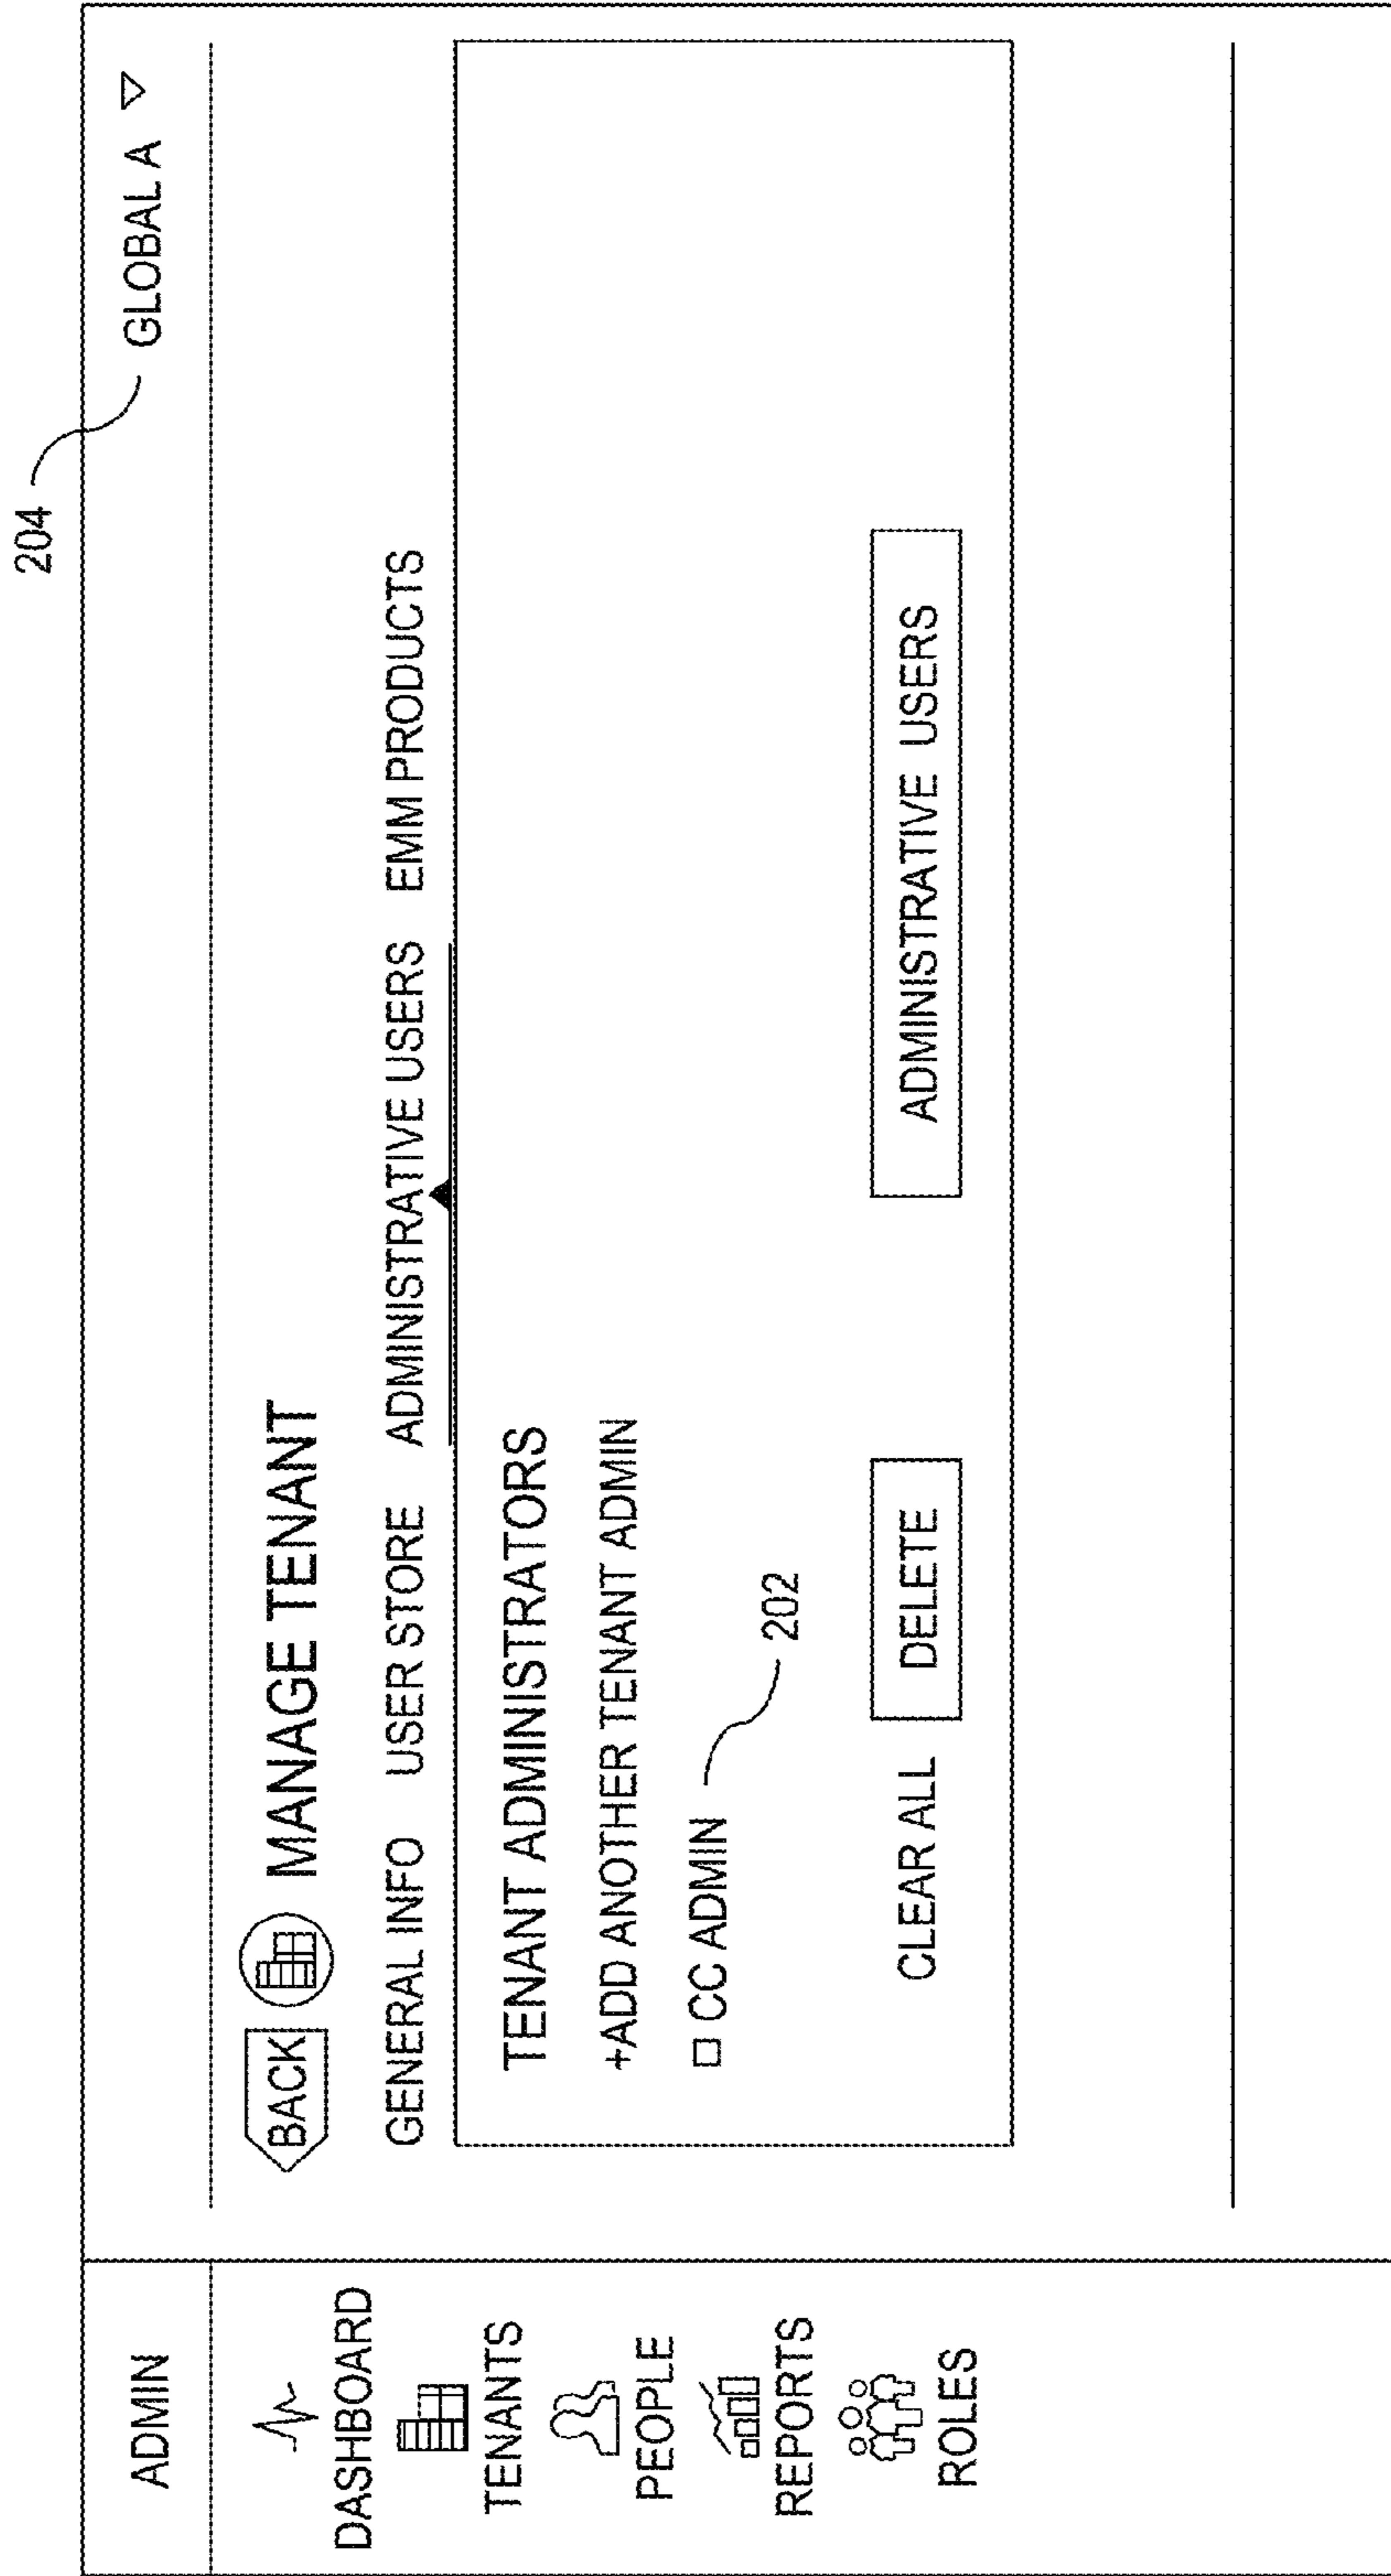 204
ADMIN
GLOBAL A
DASHBOARD
TENANTS
PEOPLE
REPORTS
ROLES
BACK MANAGE TENANT
GENERAL INFO USER STORE ADMINISTRATIVE USERS EMM PRODUCTS
TENANT ADMINISTRATORS
+ADD ANOTHER TENANT ADMIN
CC ADMIN
202
CLEAR ALL DELETE ADMINISTRATIVE USERS